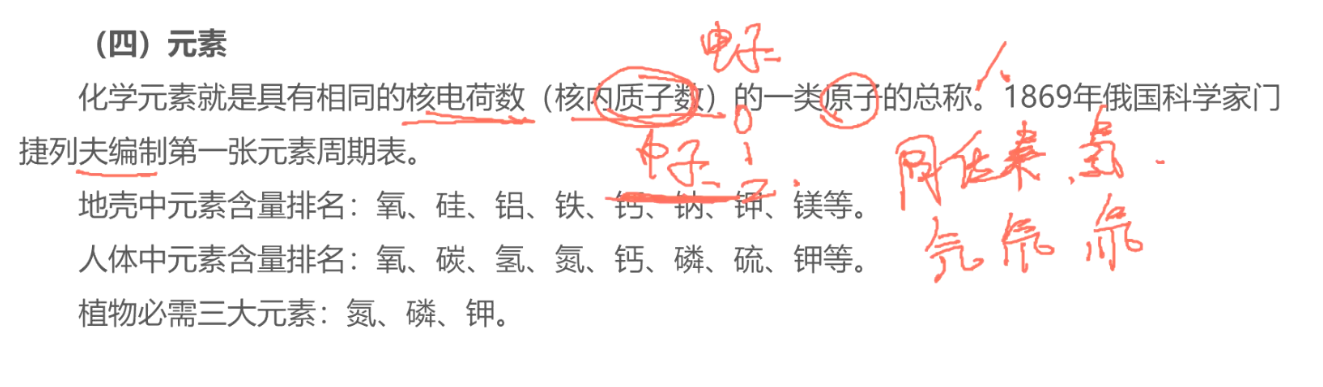 （四）元素
电子
化学元素就是具有相同的核电荷数（核内质子数）的一类原子的总称。1869年俄国科学家门
捷列夫编制第一张元素周期表。
中子 0 1 2
同位素 氢
氕 氘 氚
地壳中元素含量排名：氧、硅、铝、铁、钙、钠、钾、镁等。
人体中元素含量排名：氧、碳、氢、氮、钙、磷、硫、钾等。
植物必需三大元素：氮、磷、钾。